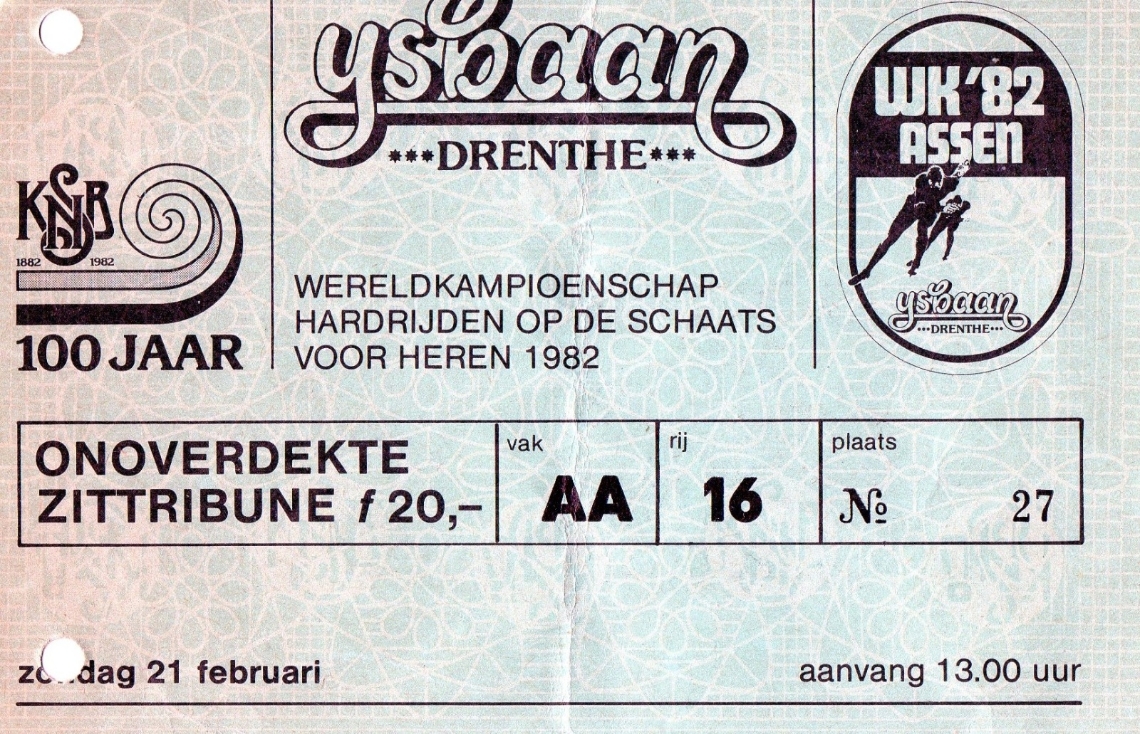 ysbaan
***DRENTHE***
WK'82
ASSEN
ysbaan
•••DRENTHE•••
KNSB
1882 1982
100 JAAR
WERELDKAMPIOENSCHAP
HARDRIJDEN OP DE SCHAATS
VOOR HEREN 1982
ONOVERDEKTE
ZITTRIBUNE f 20,–
vak
AA
rij
16
plaats
№ 27
21 februari
aanvang 13.00 uur